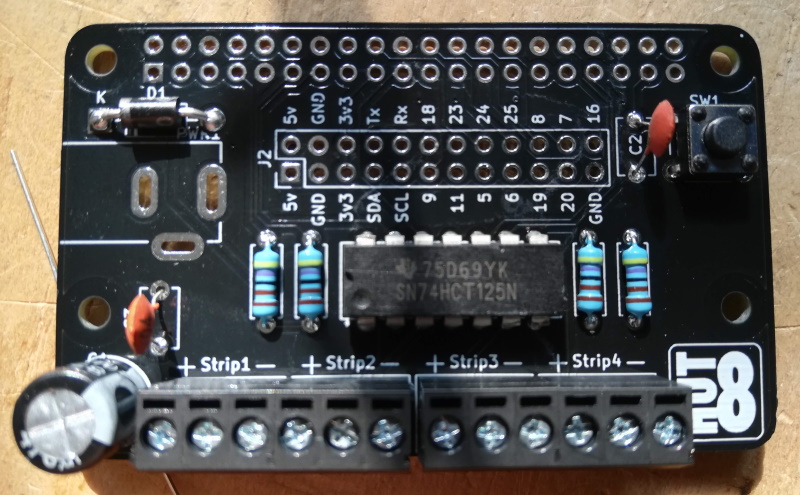 K D1
SW1
5v GND 3v3 Tx Rx 18 23 24 25 8 7 16
PWR
C2
J2
5v GND 3v3 SDA SCL 9 11 5 6 19 20 GND
75D69YK
SN74HCT125N
+ Strip1 — + Strip2 — + Strip3 — + Strip4 —
HUT
8